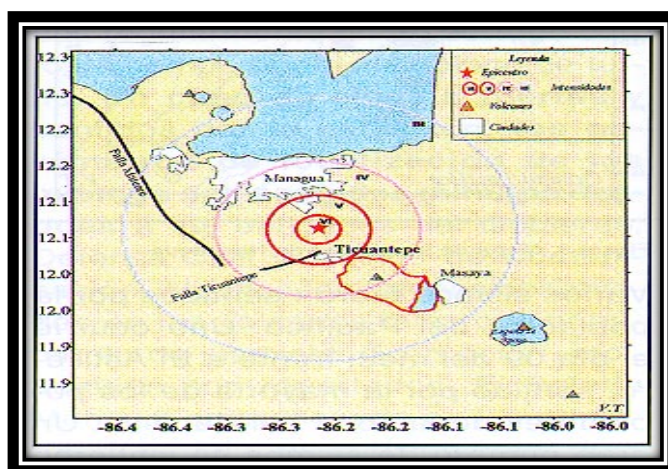 Leyenda
Epicentro
Intensidades
Volcanes
Ciudades
12.3
12.3
12.2
12.2
12.1
12.1
12.0
12.0
11.9
11.9
III
IV
V
VI
Managua
Ticuantepe
Masaya
Falla Ticuantepe
-86.4
-86.4
-86.3
-86.3
-86.2
-86.2
-86.1
-86.1
-86.0
-86.0